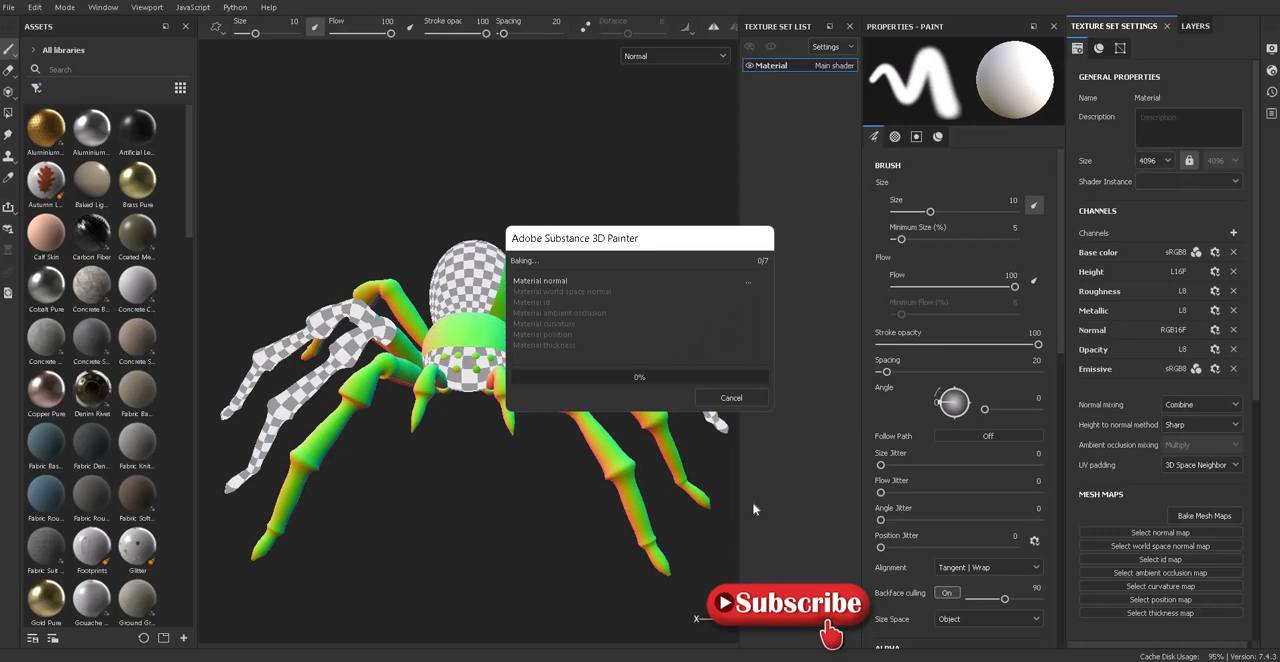 File Edit Mode Window Viewport JavaScript Python Help
ASSETS
All libraries
Search
Aluminium...
Aluminium...
Artificial Le...
Autumn L...
Baked Lig...
Brass Pure
Calf Skin
Carbon Fiber
Coated Me...
Cobalt Pure
Concrete B...
Concrete C...
Concrete ...
Concrete S...
Concrete S...
Copper Pure
Denim Rivet
Fabric Ba...
Fabric Bas...
Fabric Den...
Fabric Knit...
Fabric Rou...
Fabric Rou...
Fabric Soft...
Fabric Suit ...
Footprints
Glitter
Gold Pure
Gouache ...
Ground Gr...
Size 10
Flow 100
Stroke opac 100
Spacing 20
Distance 8
Normal
Adobe Substance 3D Painter
Baking... 0/7
Material normal ...
Material world space normal
Material id
Material ambient occlusion
Material curvature
Material position
Material thickness
0%
Cancel
X
Subscribe
TEXTURE SET LIST
Settings
Material Main shader
PROPERTIES - PAINT
BRUSH
Size
Size 10
Minimum Size (%) 5
Flow
Flow 100
Minimum Flow (%) 5
Stroke opacity 100
Spacing 20
Angle 0
Follow Path Off
Size Jitter 0
Flow Jitter 0
Angle Jitter 0
Position Jitter 0
Alignment Tangent | Wrap
Backface culling On 90
Size Space Object
ALPHA
TEXTURE SET SETTINGS LAYERS
GENERAL PROPERTIES
Name Material
Description Description
Size 4096 4096
Shader Instance
CHANNELS
Channels
Base color sRGB8
Height L16F
Roughness L8
Metallic L8
Normal RGB16F
Opacity L8
Emissive sRGB8
Normal mixing Combine
Height to normal method Sharp
Ambient occlusion mixing Multiply
UV padding 3D Space Neighbor
MESH MAPS
Bake Mesh Maps
Select normal map
Select world space normal map
Select id map
Select ambient occlusion map
Select curvature map
Select position map
Select thickness map
Cache Disk Usage: 95% | Version: 7.4.3